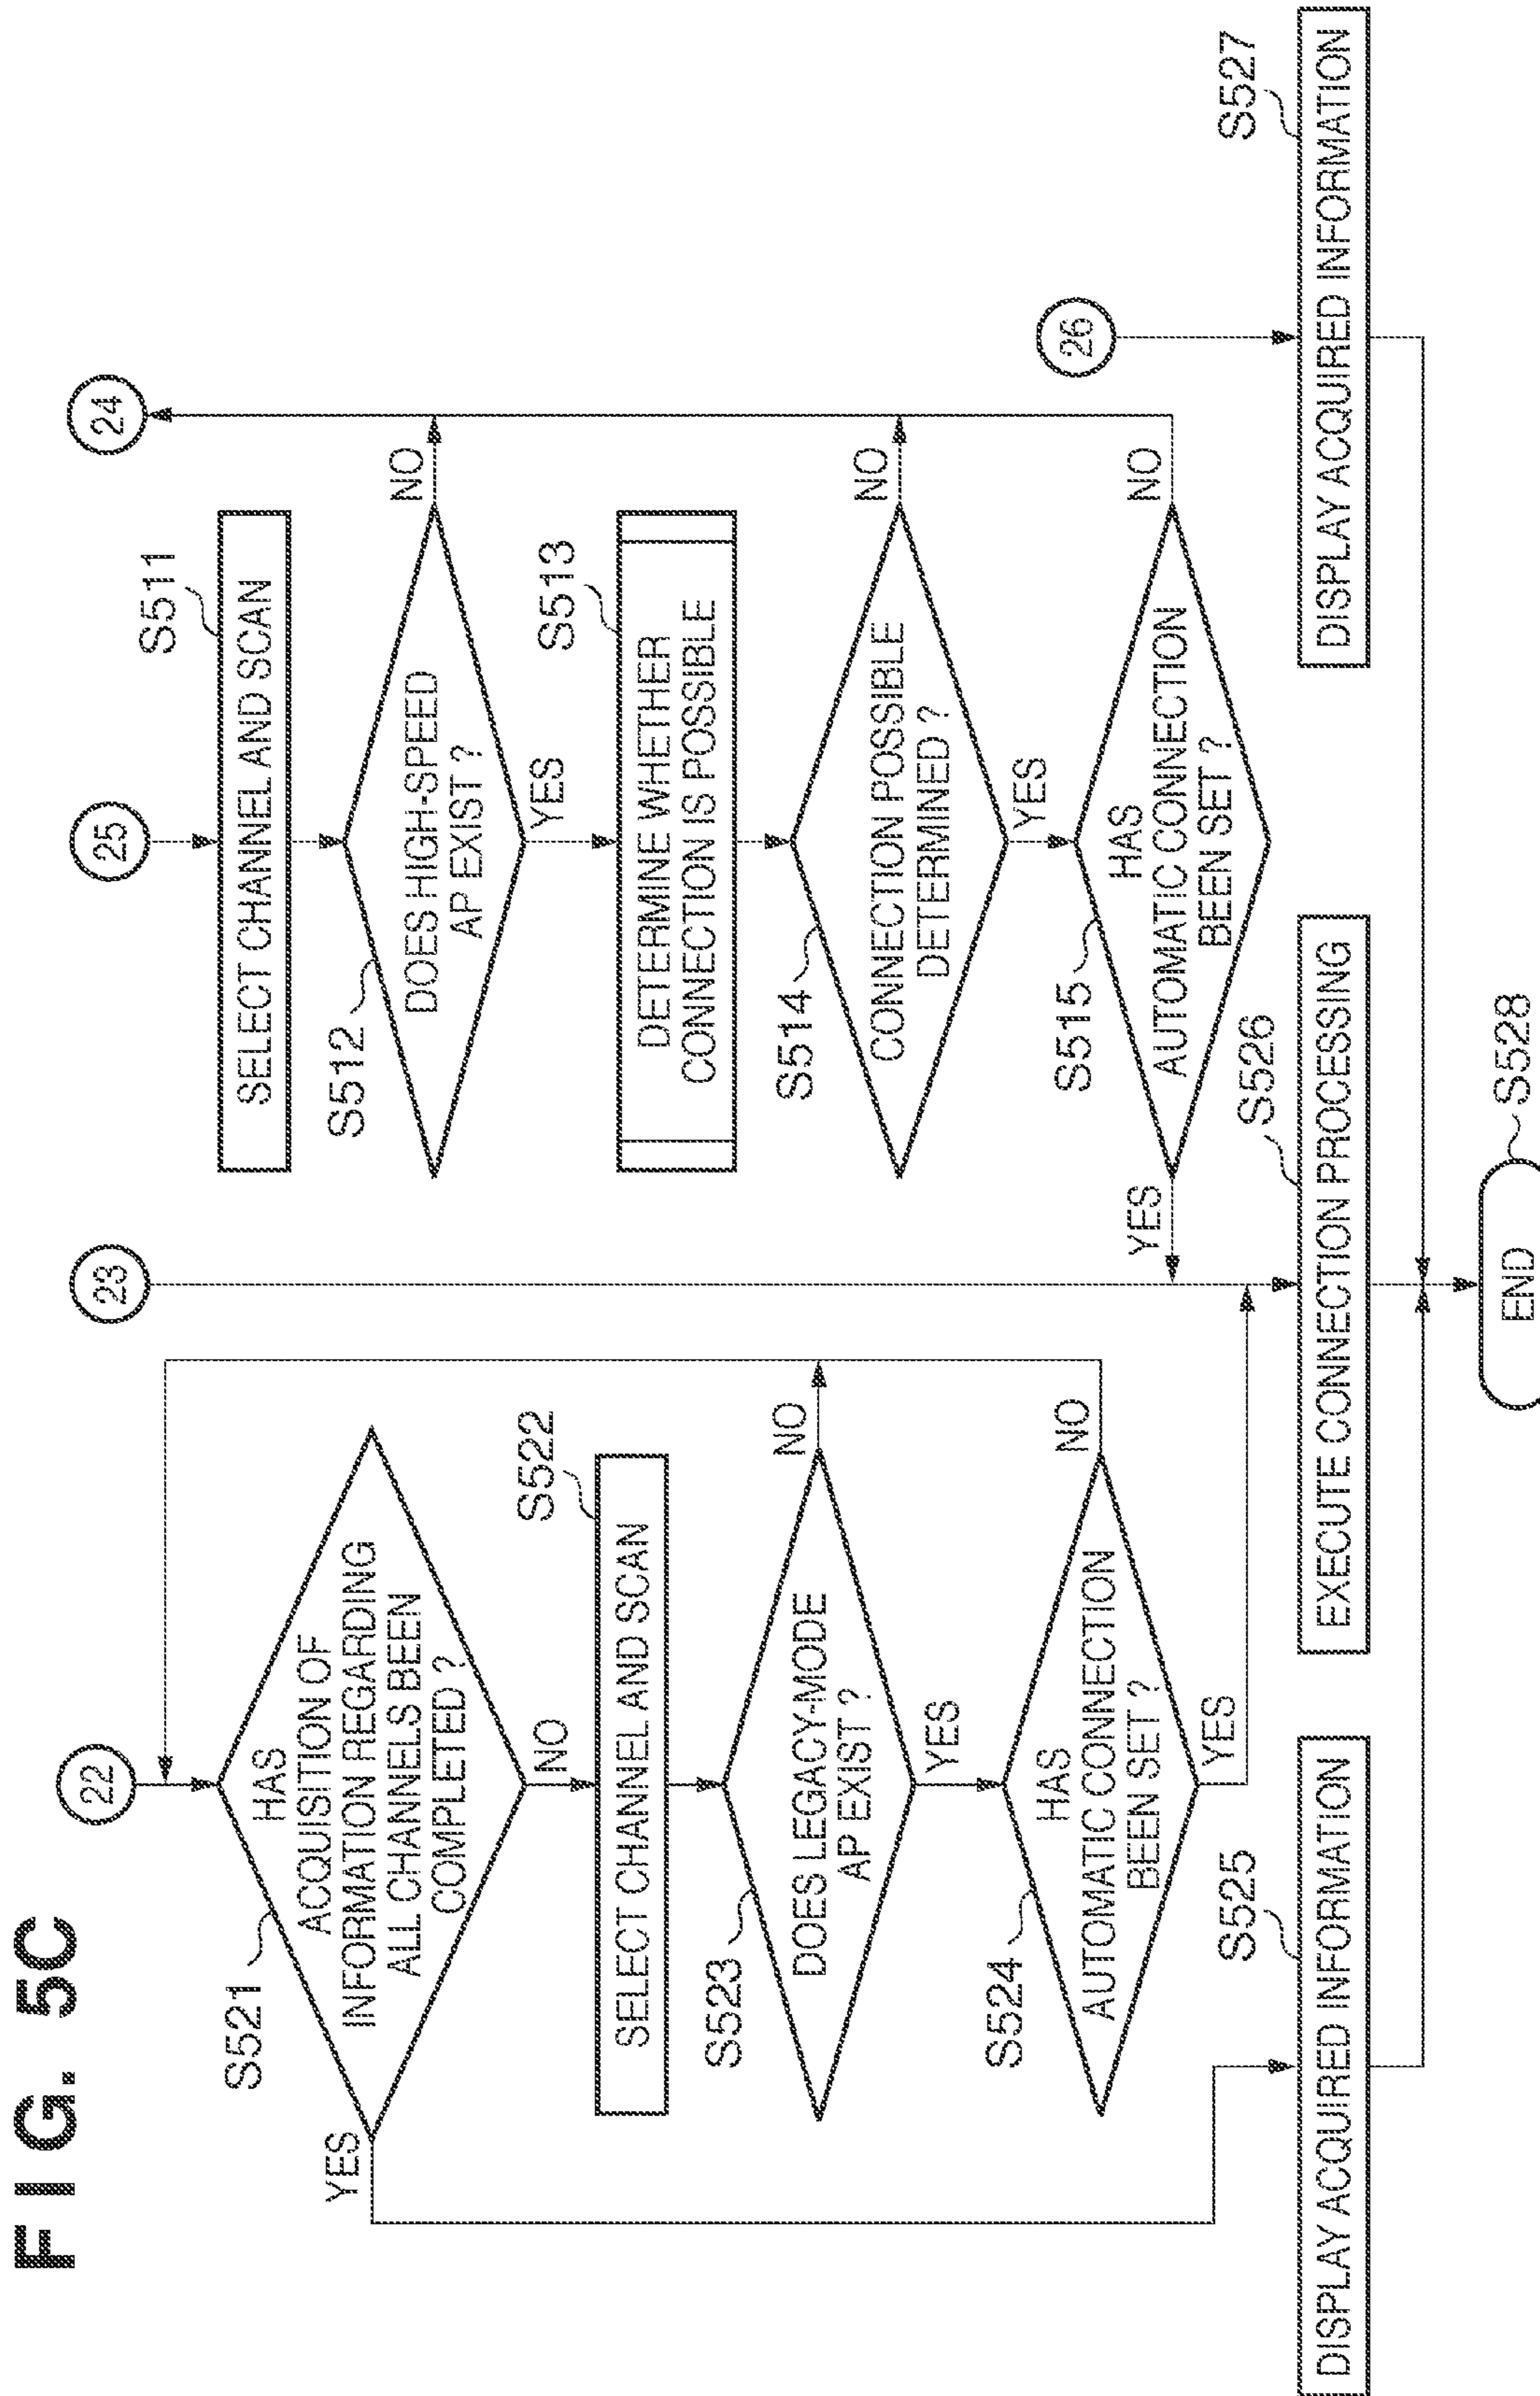 FIG. 5C
22
S521
HAS
ACQUISITION OF
INFORMATION REGARDING
ALL CHANNELS BEEN
COMPLETED ?
YES
NO
S522
SELECT CHANNEL AND SCAN
S523
DOES LEGACY-MODE
AP EXIST ?
NO
YES
S524
HAS
AUTOMATIC CONNECTION
BEEN SET ?
NO
YES
S525
DISPLAY ACQUIRED INFORMATION
23
25
24
S511
SELECT CHANNEL AND SCAN
S512
DOES HIGH-SPEED
AP EXIST ?
NO
YES
S513
DETERMINE WHETHER
CONNECTION IS POSSIBLE
S514
CONNECTION POSSIBLE
DETERMINED ?
NO
YES
S515
HAS
AUTOMATIC CONNECTION
BEEN SET ?
NO
YES
S526
EXECUTE CONNECTION PROCESSING
26
S527
DISPLAY ACQUIRED INFORMATION
S528
END